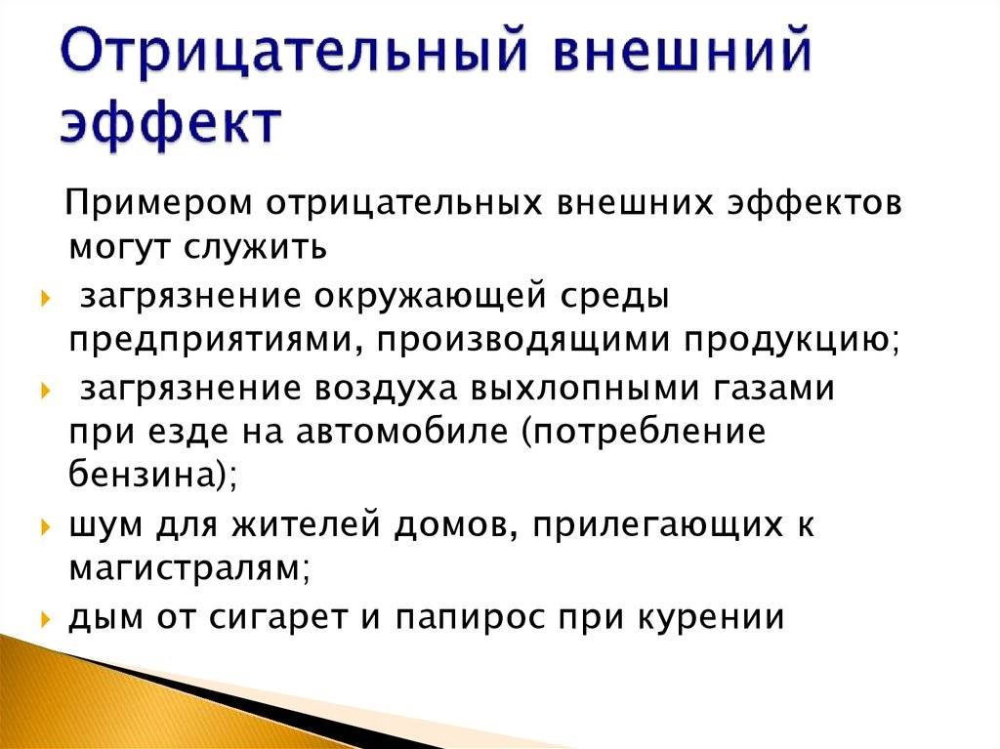 Отрицательный внешний
эффект
Примером отрицательных внешних эффектов
могут служить
загрязнение окружающей среды
предприятиями, производящими продукцию;
загрязнение воздуха выхлопными газами
при езде на автомобиле (потребление
бензина);
шум для жителей домов, прилегающих к
магистралям;
дым от сигарет и папирос при курении